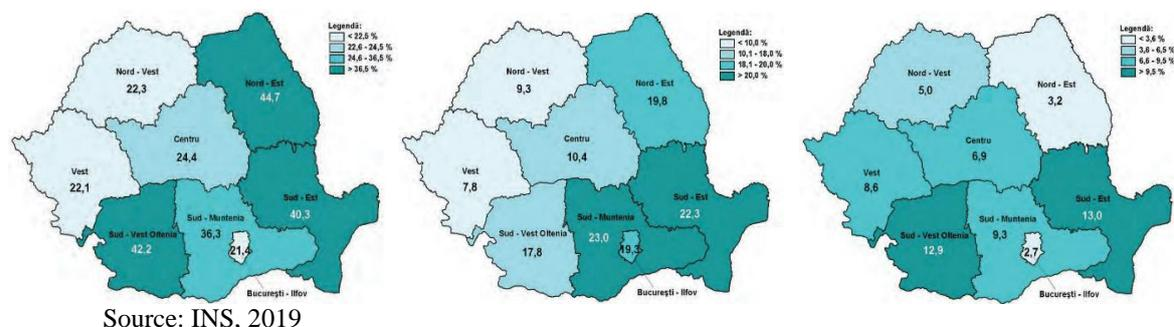 Legendă:
< 22,5 %
22,6 - 24,5 %
24,6 - 36,5 %
> 36,5 %
Nord - Vest
22,3
Nord - Est
44,7
Centru
24,4
Vest
22,1
Sud - Est
40,3
Sud - Muntenia
36,3
Sud - Vest Oltenia
42,2
21,4
Bucureşti - Ilfov
Legendă:
< 10,0 %
10,1 - 18,0 %
18,1 - 20,0 %
> 20,0 %
Nord - Vest
9,3
Nord - Est
19,8
Centru
10,4
Vest
7,8
Sud - Est
22,3
Sud - Muntenia
23,0
Sud - Vest Oltenia
17,8
19,3
Bucureşti - Ilfov
Legendă:
< 3,6 %
3,6 - 6,5 %
6,6 - 9,5 %
> 9,5 %
Nord - Vest
5,0
Nord - Est
3,2
Centru
6,9
Vest
8,6
Sud - Est
13,0
Sud - Muntenia
9,3
Sud - Vest Oltenia
12,9
2,7
Bucureşti - Ilfov
Source: INS, 2019